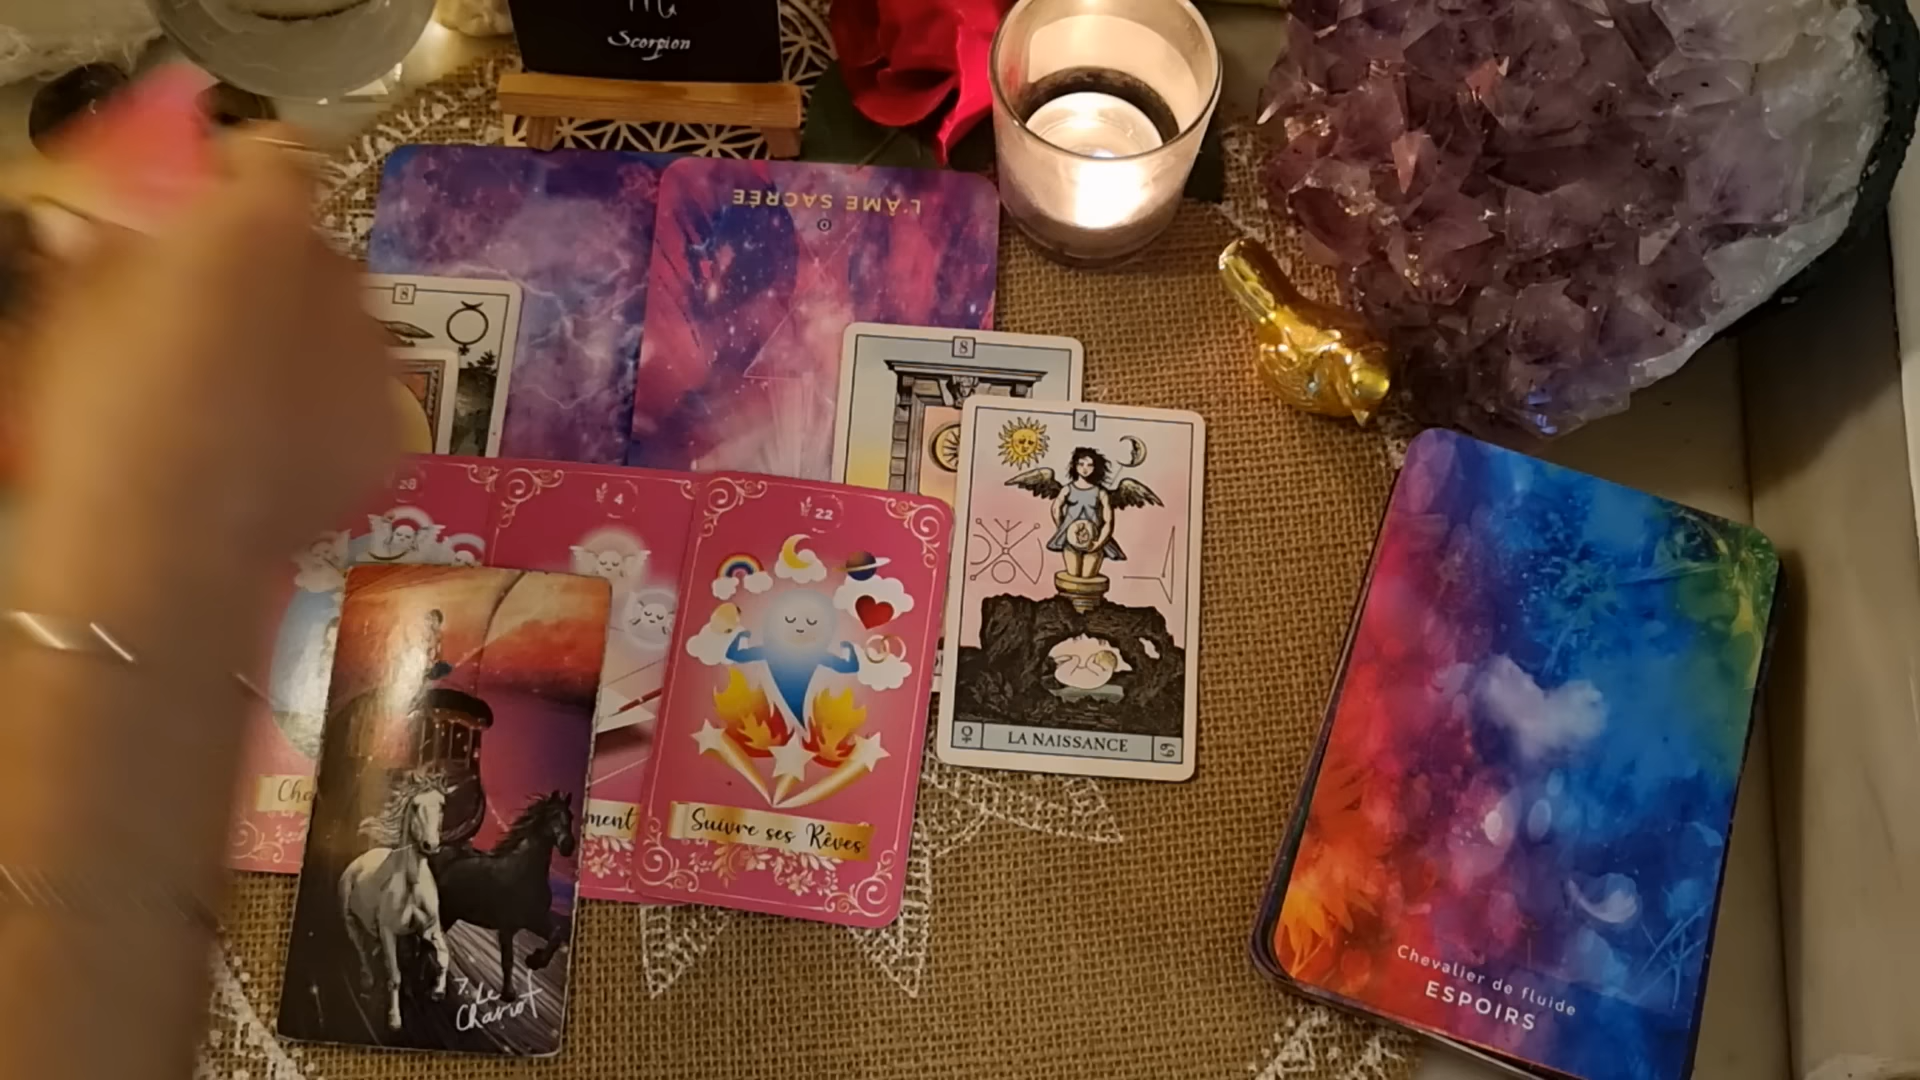 Scorpion
L'ÂME SACRÉE
0
8
8
4
28
4
22
LA NAISSANCE
Suivre ses Rêves
7. Le
Chariot
Chevalier de fluide
ESPOIRS